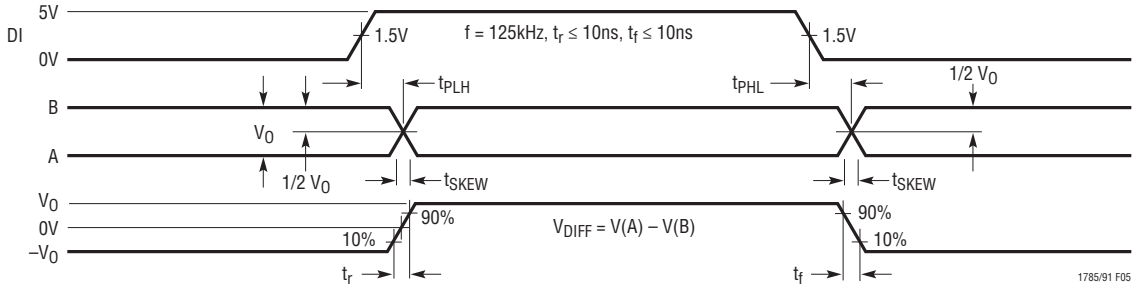 5V
DI
1.5V
f = 125kHz, tr ≤ 10ns, tf ≤ 10ns
1.5V
0V
tPLH
tPHL
1/2 VO
B
VO
A
1/2 VO
tSKEW
tSKEW
VO
90%
90%
0V
VDIFF = V(A) – V(B)
10%
10%
–VO
tr
tf
1785/91 F05